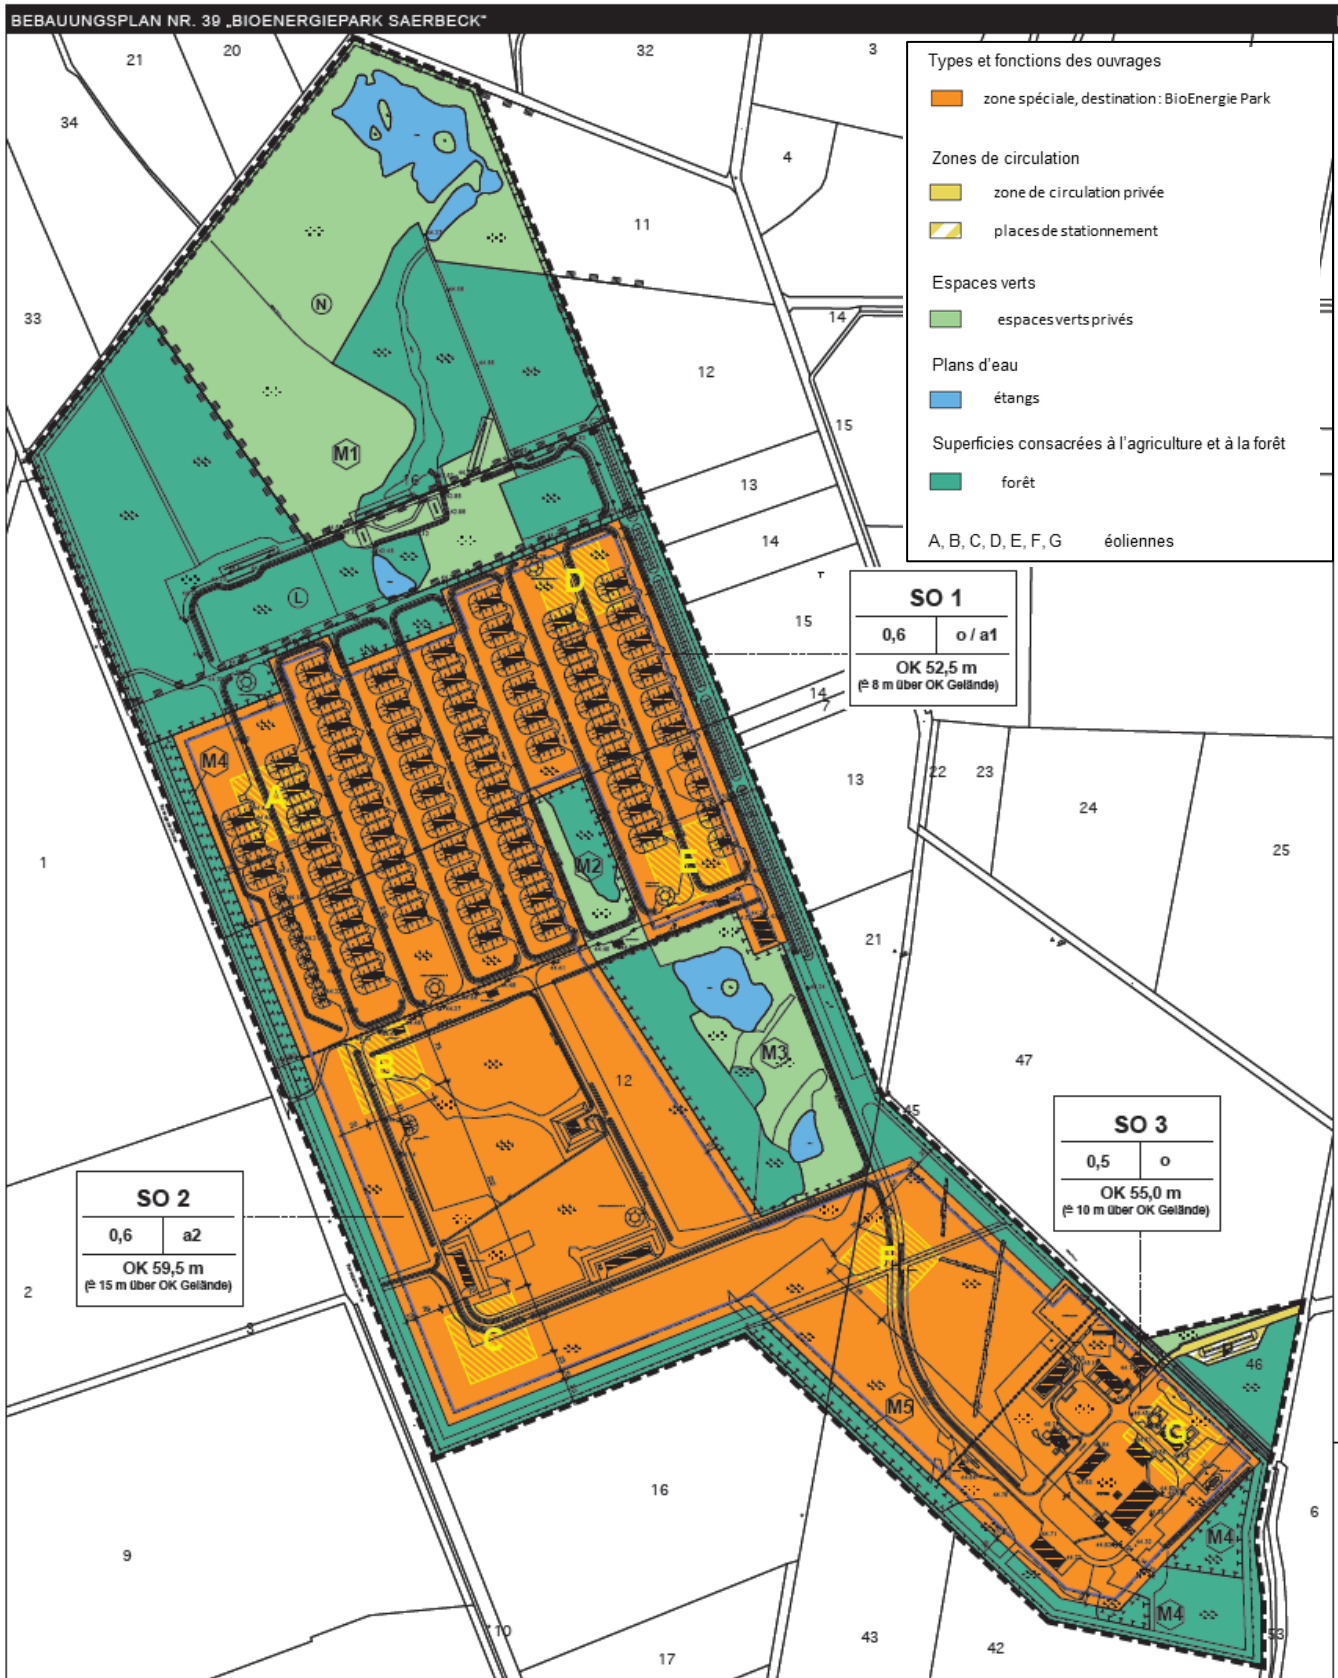 BEBAUUNGSPLAN NR. 39 „BIOENERGIEPARK SAERBECK“
Types et fonctions des ouvrages
zone spéciale, destination: BioEnergie Park
Zones de circulation
zone de circulation privée
places de stationnement
Espaces verts
espaces verts privés
Plans d'eau
étangs
Superficies consacrées à l'agriculture et à la forêt
forêt
A, B, C, D, E, F, G éoliennes
21
20
32
3
34
4
11
33
N
14
12
M1
15
16
13
14
L
D
SO 1
0,6
o / a1
OK 52,5 m
(≙ 8 m über OK Gelände)
15
14
7
M4
A
13
22
23
24
1
M2
E
25
21
M3
B
12
47
45
SO 3
0,5
o
OK 55,0 m
(≙ 10 m über OK Gelände)
SO 2
0,6
a2
OK 59,5 m
(≙ 15 m über OK Gelände)
F
2
3
C
P
46
M5
G
16
6
M4
9
M4
10
43
42
53
17